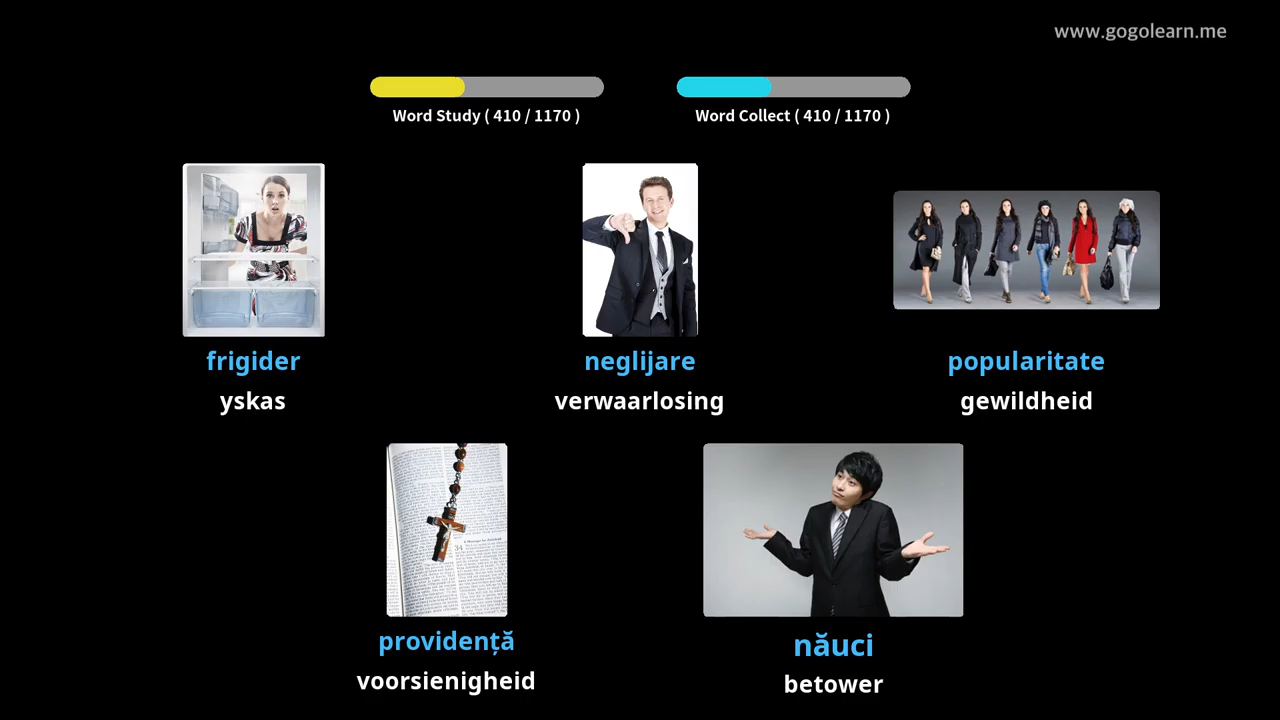 www.gogolearn.me
Word Study ( 410 / 1170 )
Word Collect ( 410 / 1170 )
frigider
yskas
neglijare
verwaarlosing
popularitate
gewildheid
34
providență
voorsienigheid
năuci
betower